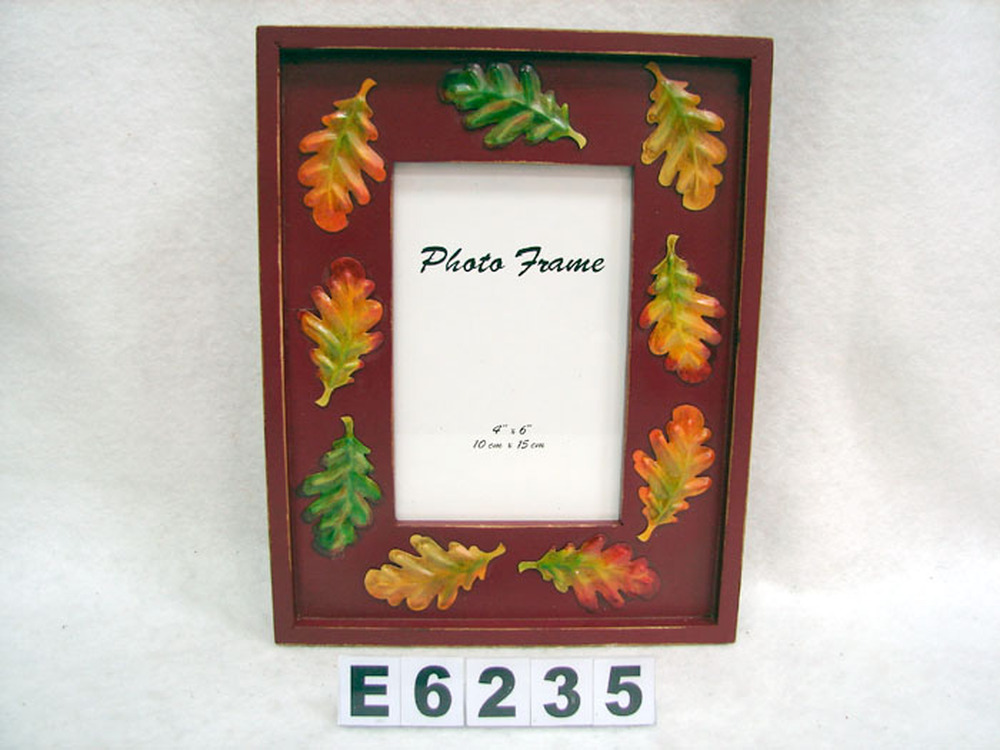 Photo Frame
4" x 6"
10 cm x 15 cm
E6235